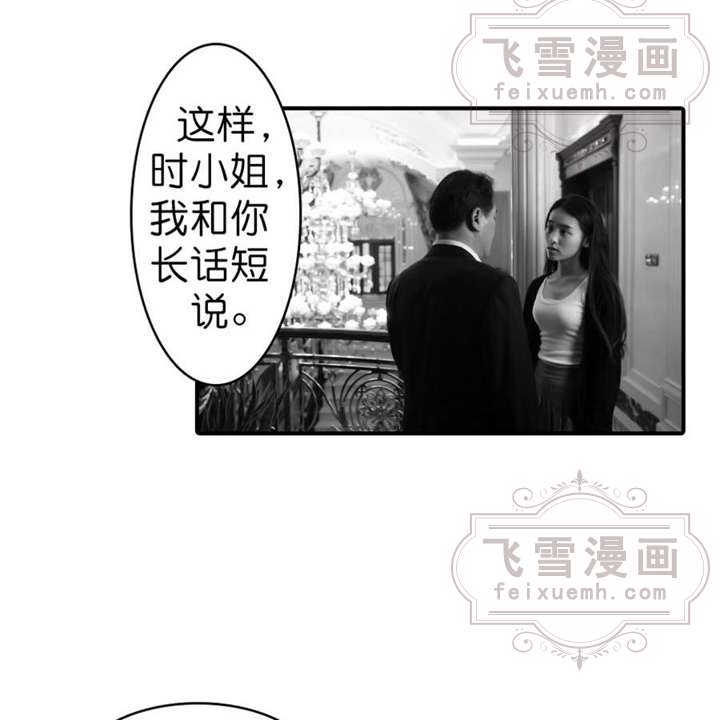 飞雪漫画
feixuemh.com
这样，
时小姐，
我和你
长话短
说。
飞雪漫画
feixuemh.com